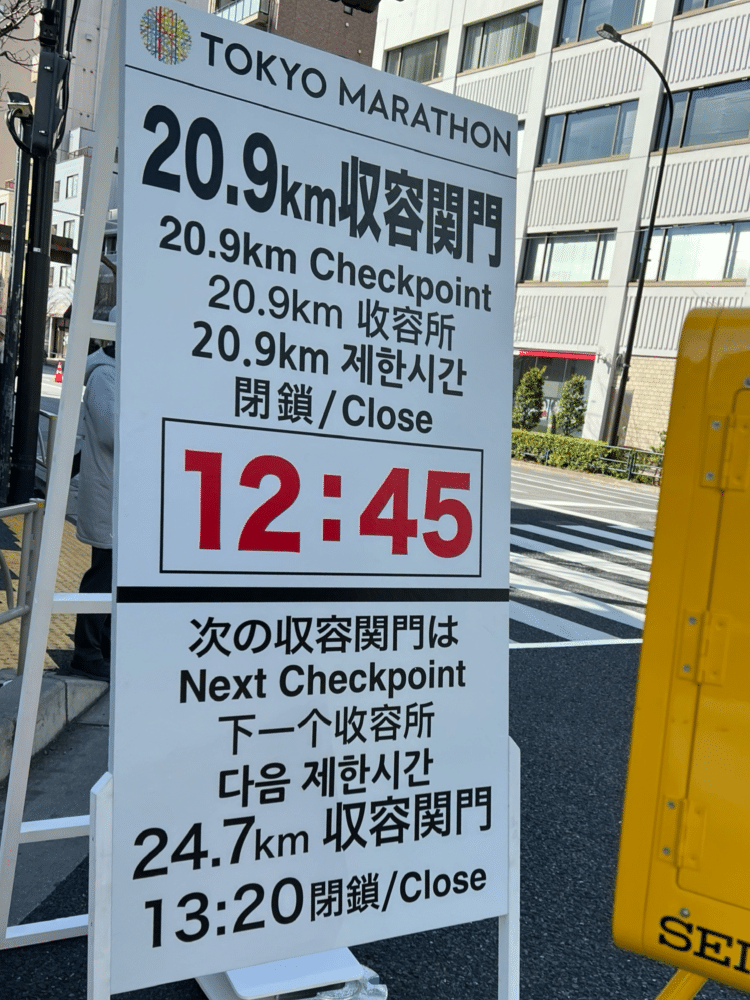 TOKYO MARATHON
20.9km収容関門
20.9km Checkpoint
20.9km 收容所
20.9km 제한시간
閉鎖/Close
12:45
次の収容関門は
Next Checkpoint
下一个收容所
다음 제한시간
24.7km 収容関門
13:20閉鎖/Close